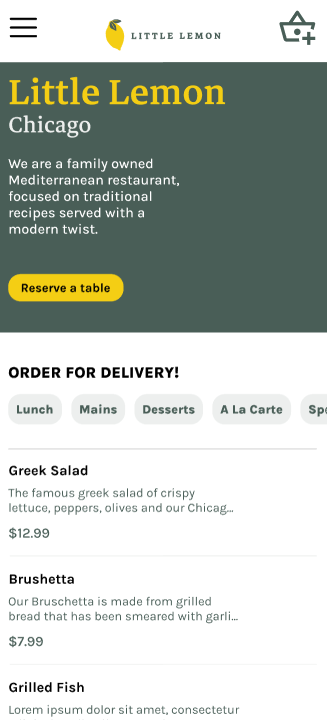 LITTLE LEMON
Little Lemon
Chicago
We are a family owned
Mediterranean restaurant,
focused on traditional
recipes served with a
modern twist.
Reserve a table
ORDER FOR DELIVERY!
Lunch Mains Desserts A La Carte Spe
Greek Salad
The famous greek salad of crispy
lettuce, peppers, olives and our Chicag...
$12.99
Brushetta
Our Bruschetta is made from grilled
bread that has been smeared with garli...
$7.99
Grilled Fish
Lorem ipsum dolor sit amet, consectetur